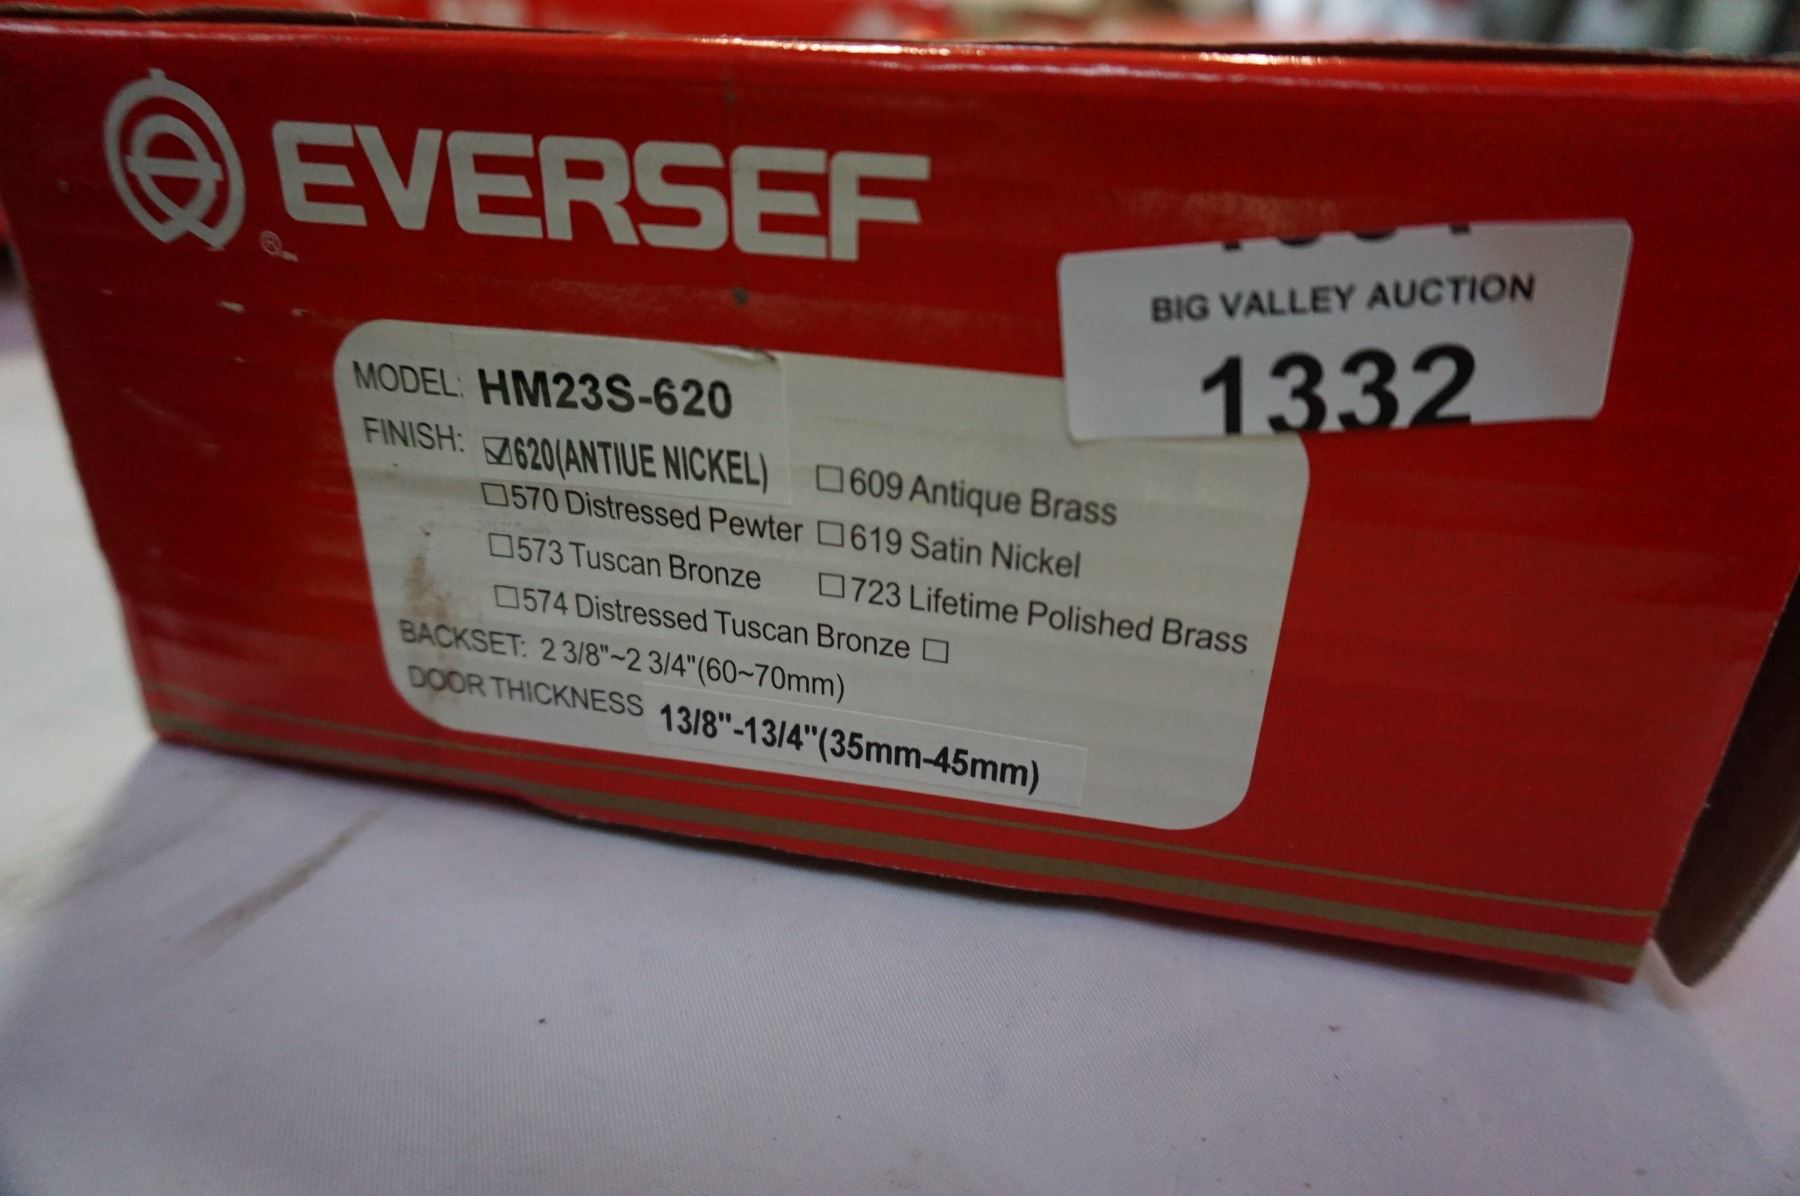 EVERSEF
®
BIG VALLEY AUCTION
1332
MODEL: HM23S-620
FINISH: ☑620(ANTIUE NICKEL) ☐609 Antique Brass
☐570 Distressed Pewter ☐619 Satin Nickel
☐573 Tuscan Bronze ☐723 Lifetime Polished Brass
☐574 Distressed Tuscan Bronze ☐
BACKSET: 2 3/8"~2 3/4"(60~70mm)
DOOR THICKNESS 13/8"-13/4"(35mm-45mm)